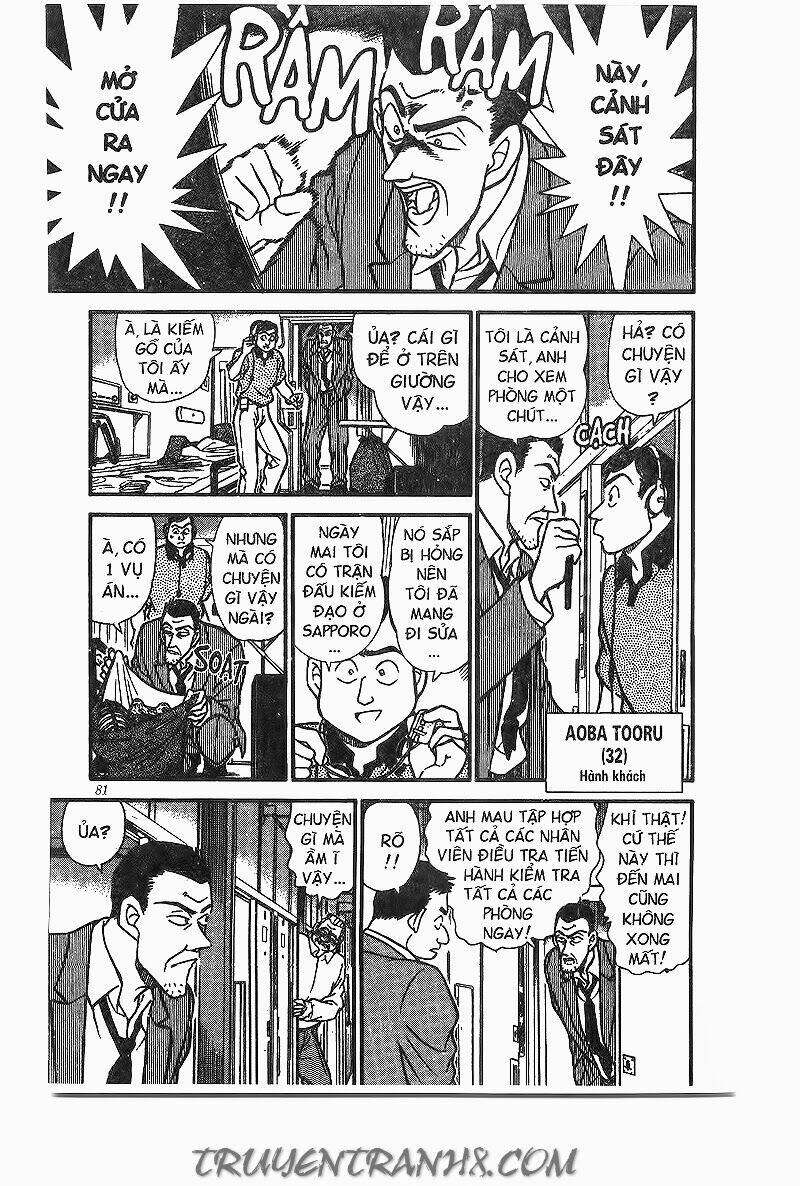 NÀY,
CẢNH
SÁT
ĐÂY
!!
RẦM
RẦM
MỞ
CỬA
RA
NGAY
!!
HẢ? CÓ
CHUYỆN
GÌ VẬY
?
TÔI LÀ CẢNH
SÁT, ANH
CHO XEM
PHÒNG MỘT
CHÚT...
CẠCH
AOBA TOORU
(32)
Hành khách
ỦA? CÁI GÌ
ĐỂ Ở TRÊN
GIƯỜNG
VẬY...
À, LÀ KIẾM
GỖ CỦA
TÔI ẤY
MÀ...
NÓ SẮP
BỊ HỎNG
NÊN
TÔI ĐÃ
MANG
ĐI SỬA
...
NGÀY
MAI TÔI
CÓ TRẬN
ĐẤU KIẾM
ĐẠO Ở
SAPPORO
...
NHƯNG
MÀ CÓ
CHUYỆN
GÌ VẬY
NGÀI?
À, CÓ
1 VỤ
ÁN...
SOẠT
81
KHỈ THẬT!
CỨ THẾ
NÀY THÌ
ĐẾN MAI
CŨNG
KHÔNG
XONG
MẤT!
ANH MAU TẬP HỢP
TẤT CẢ CÁC NHÂN
VIÊN ĐIỀU TRA TIẾN
HÀNH KIỂM TRA
TẤT CẢ CÁC
PHÒNG
NGAY!
RÕ
!!
CHUYỆN
GÌ MÀ
ẦM Ĩ
VẬY...
ỦA?
TRUYENTRANH8.COM